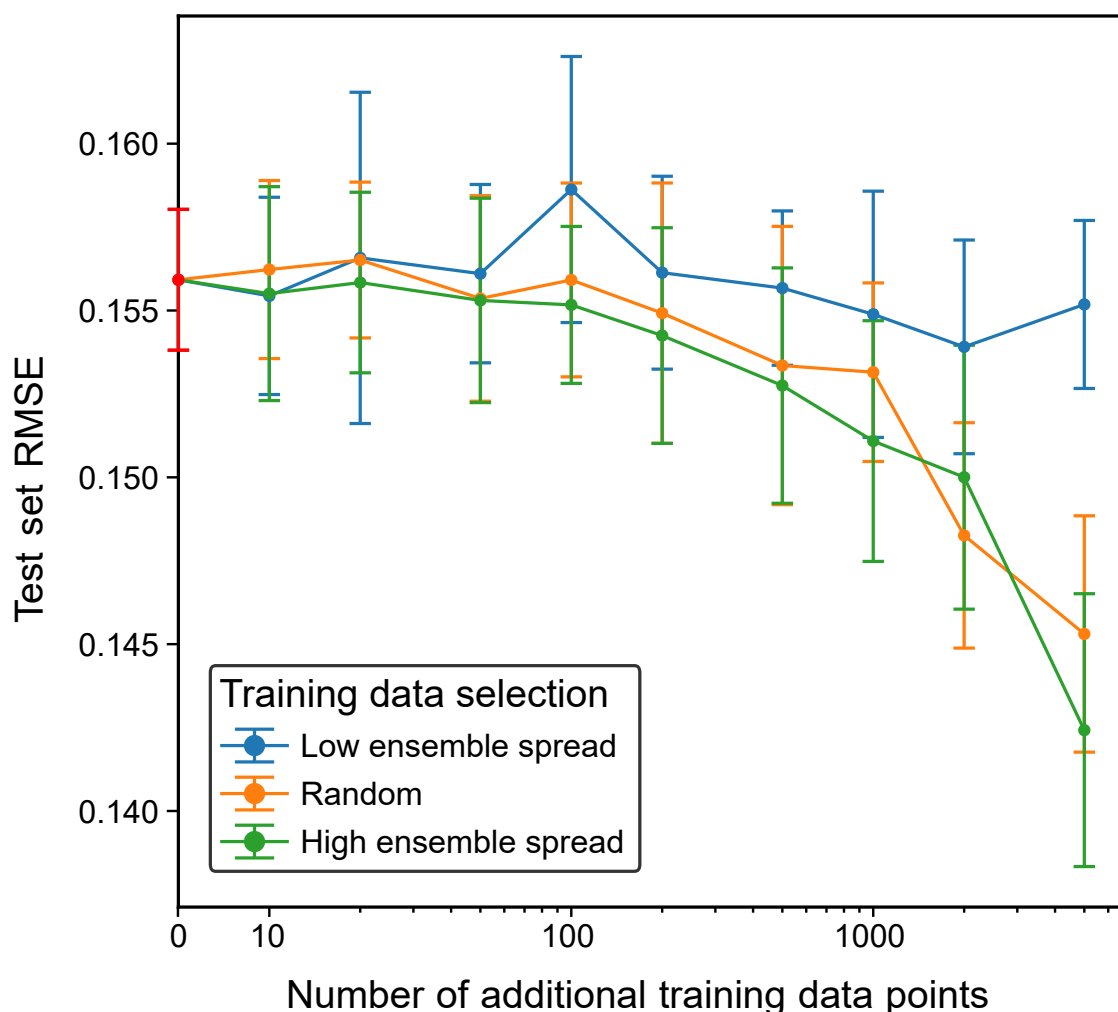 0.160
0.155
0.150
0.145
0.140
Test set RMSE
Training data selection
Low ensemble spread
Random
High ensemble spread
0 10 100 1000
Number of additional training data points